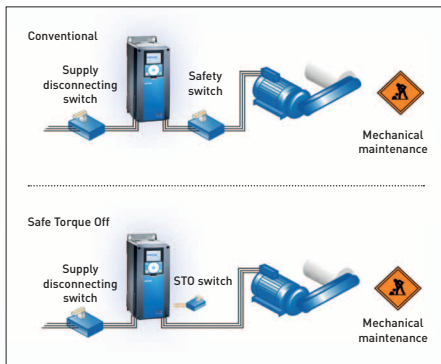 Conventional
Supply
disconnecting
switch
Safety
switch
Mechanical
maintenance
Safe Torque Off
Supply
disconnecting
switch
STO switch
Mechanical
maintenance